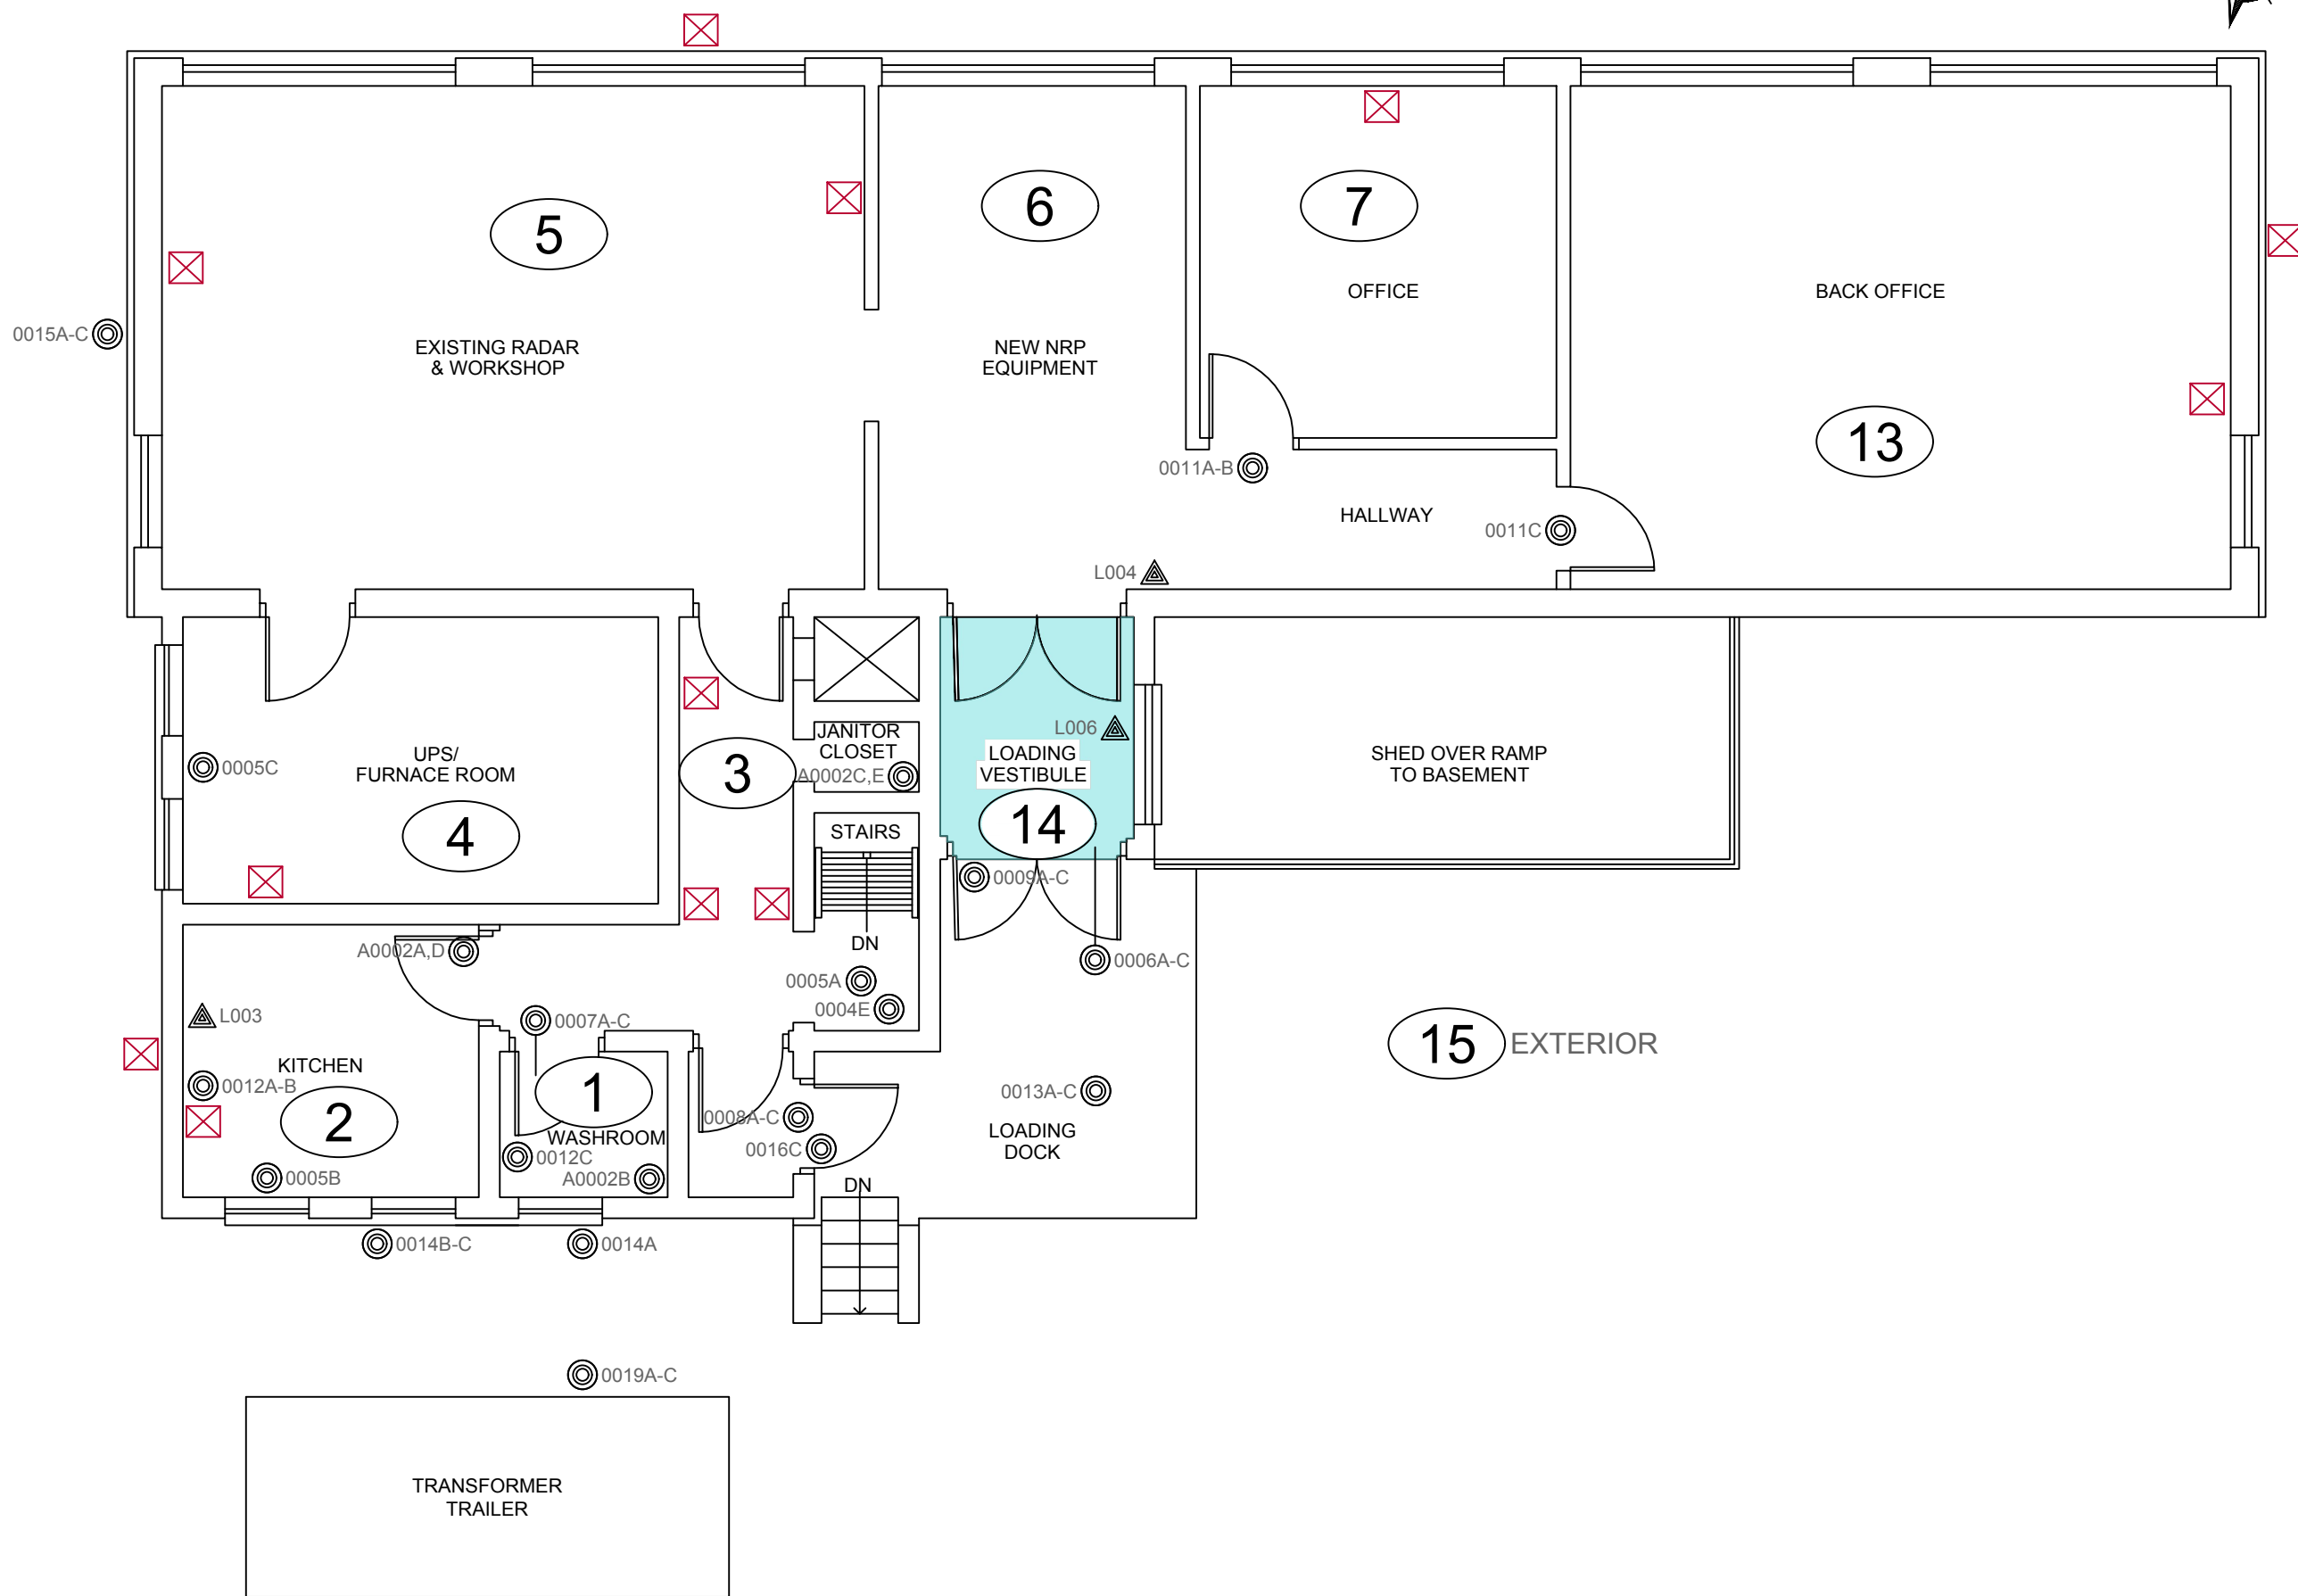 5
6
7
OFFICE
BACK OFFICE
0015A-C
EXISTING RADAR
& WORKSHOP
NEW NRP
EQUIPMENT
13
0011A-B
HALLWAY
0011C
L004
L006
JANITOR
CLOSET
A0002C,E
LOADING
VESTIBULE
14
SHED OVER RAMP
TO BASEMENT
UPS/
FURNACE ROOM
0005C
3
4
STAIRS
0009A-C
DN
A0002A,D
0006A-C
0005A
0004E
L003
0007A-C
15
EXTERIOR
KITCHEN
0012A-B
2
1
0013A-C
0008A-C
LOADING
DOCK
WASHROOM
0016C
0012C
0005B
A0002B
DN
0014B-C
0014A
0019A-C
TRANSFORMER
TRAILER